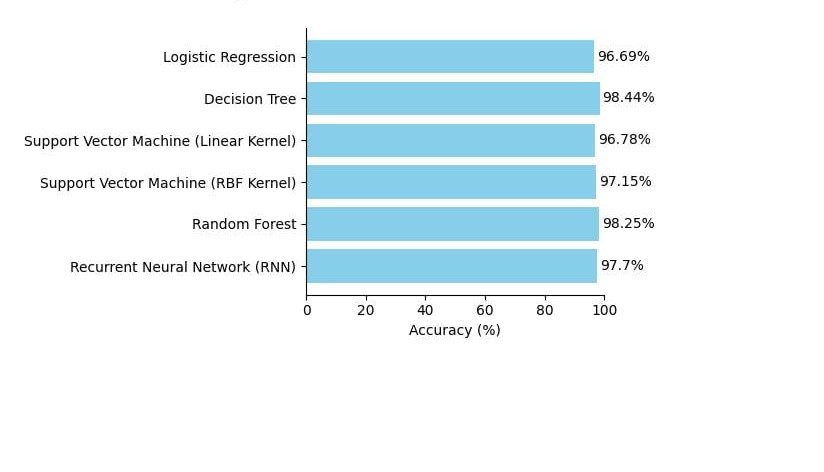 Logistic Regression 96.69%
Decision Tree 98.44%
Support Vector Machine (Linear Kernel) 96.78%
Support Vector Machine (RBF Kernel) 97.15%
Random Forest 98.25%
Recurrent Neural Network (RNN) 97.7%
0 20 40 60 80 100
Accuracy (%)